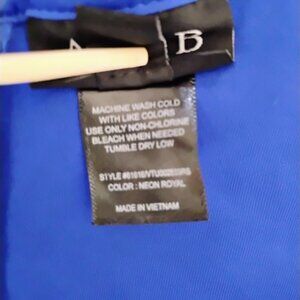 B
MACHINE WASH COLD
WITH LIKE COLORS
USE ONLY NON-CHLORINE
BLEACH WHEN NEEDED
TUMBLE DRY LOW
COLOR : NEON ROYAL
MADE IN VIETNAM